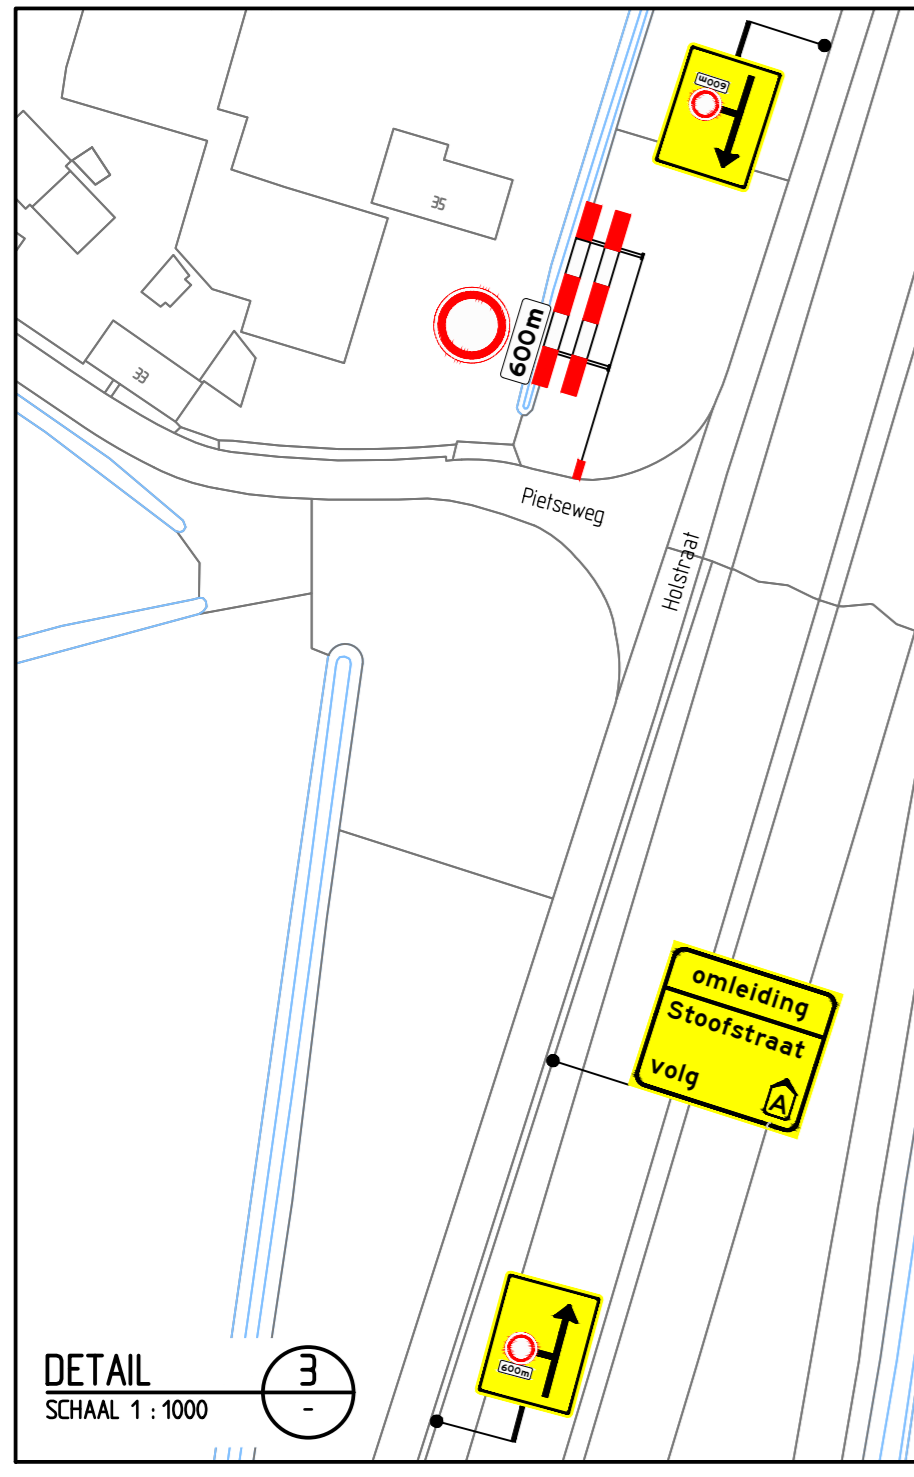 600m
35
600m
33
Pietseweg
Holstraat
omleiding
Stoofstraat
volg
A
600m
DETAIL
SCHAAL 1 : 1000
3
-